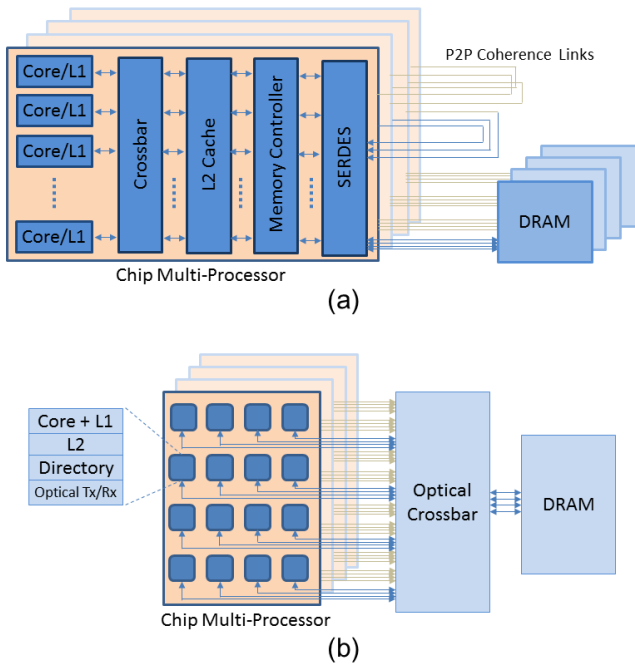 P2P Coherence Links
Core/L1
Core/L1
Core/L1
Core/L1
Crossbar
L2 Cache
Memory Controller
SERDES
DRAM
Chip Multi-Processor
(a)
Core + L1
L2
Directory
Optical Tx/Rx
Optical
Crossbar
DRAM
Chip Multi-Processor
(b)